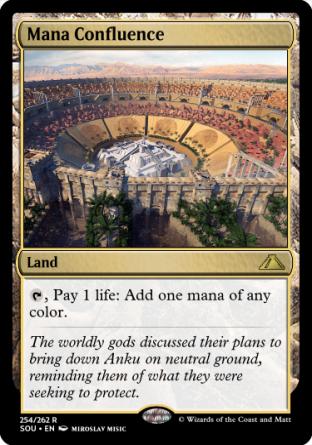 Mana Confluence
Land
, Pay 1 life: Add one mana of any
color.
The worldly gods discussed their plans to
bring down Anku on neutral ground,
reminding them of what they were
seeking to protect.
254/262 R
SOU • EN MIROSLAV MISIC
© Wizards of the Coast and Matt